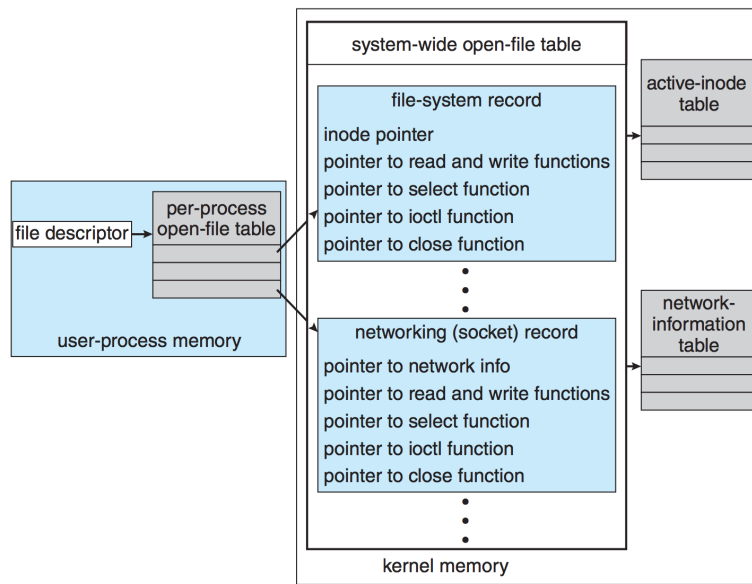 system-wide open-file table
file-system record
inode pointer
pointer to read and write functions
pointer to select function
pointer to ioctl function
pointer to close function
active-inode
table
per-process
open-file table
file descriptor
user-process memory
networking (socket) record
pointer to network info
pointer to read and write functions
pointer to select function
pointer to ioctl function
pointer to close function
network-
information
table
kernel memory